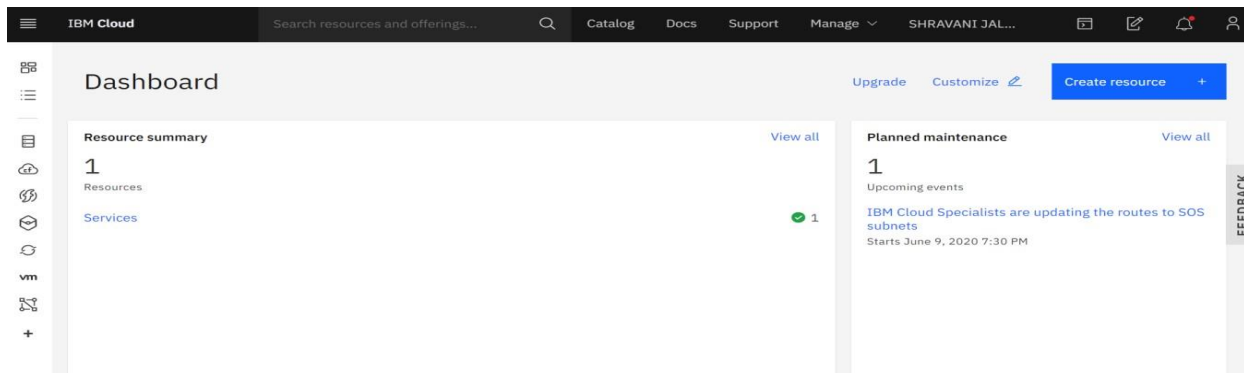 IBM Cloud Search resources and offerings... Catalog Docs Support Manage SHRAVANI JAL...
Dashboard
Upgrade Customize Create resource +
Resource summary View all
1
Resources
Services 1
Planned maintenance View all
1
Upcoming events
IBM Cloud Specialists are updating the routes to SOS
subnets
Starts June 9, 2020 7:30 PM
FEEDBACK
cf
vm
+